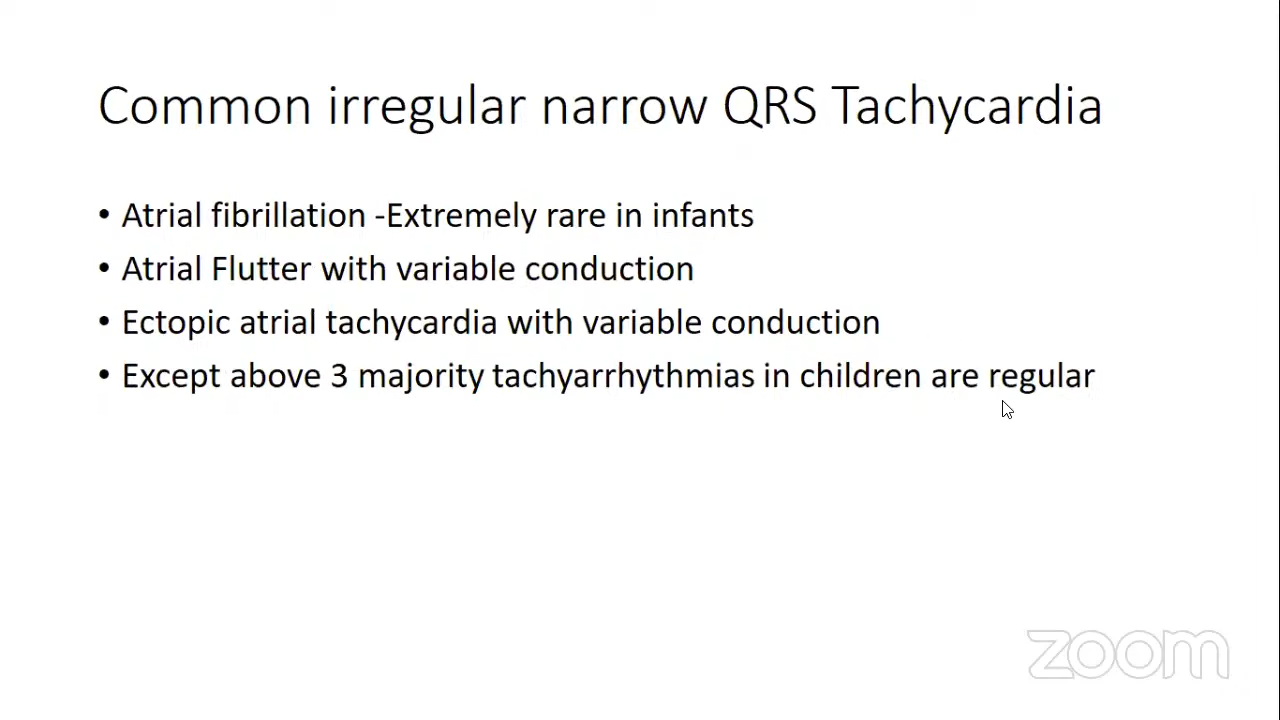 Common irregular narrow QRS Tachycardia
• Atrial fibrillation -Extremely rare in infants
• Atrial Flutter with variable conduction
• Ectopic atrial tachycardia with variable conduction
• Except above 3 majority tachyarrhythmias in children are regular
zoom